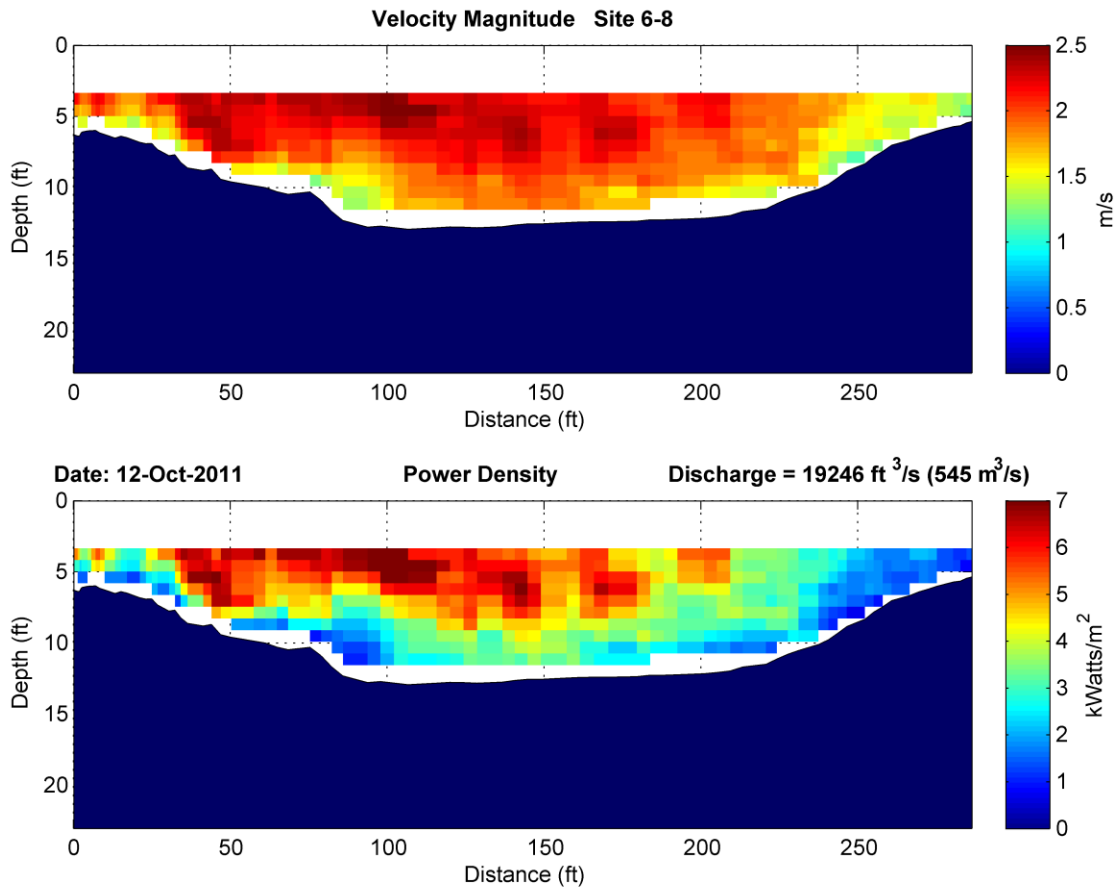 Velocity Magnitude Site 6-8
0
5
10
15
20
Depth (ft)
0 50 100 150 200 250
Distance (ft)
2.5
2
1.5
1
0.5
0
m/s
Date: 12-Oct-2011 Power Density Discharge = 19246 ft ³/s (545 m³/s)
0
5
10
15
20
Depth (ft)
0 50 100 150 200 250
Distance (ft)
7
6
5
4
3
2
1
0
kWatts/m²